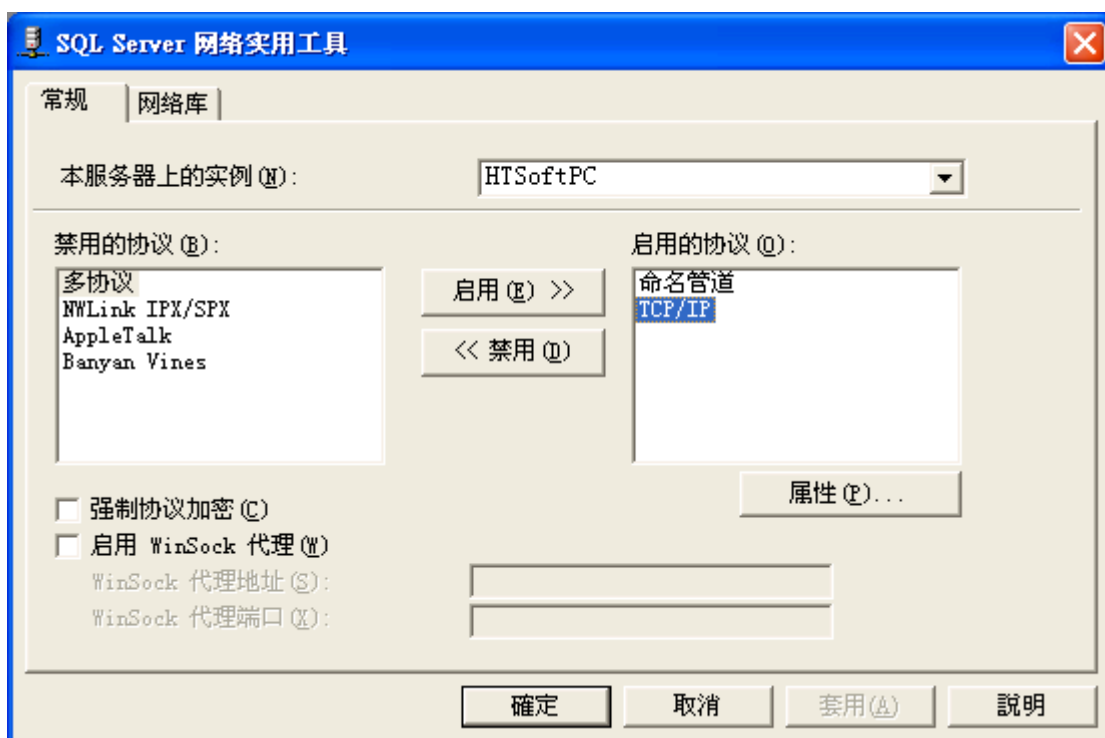 SQL Server 网络实用工具
常规 网络库
本服务器上的实例(N): HTSoftPC
禁用的协议(B): 启用的协议(O):
多协议
NWLink IPX/SPX
AppleTalk
Banyan Vines
启用(E) >>
<< 禁用(D)
命名管道
TCP/IP
属性(P)...
强制协议加密(C)
启用 WinSock 代理(W)
WinSock 代理地址(S):
WinSock 代理端口(X):
確定 取消 套用(A) 說明